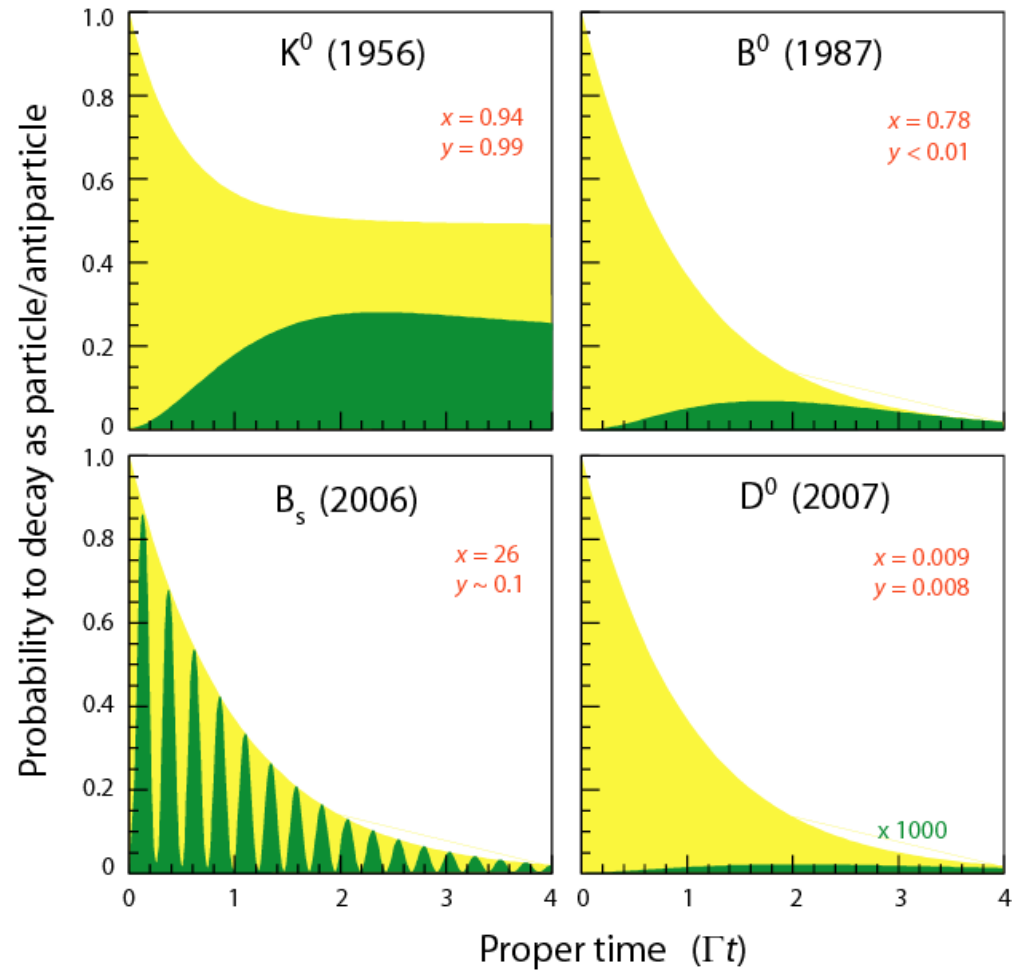 Probability to decay as particle/antiparticle
1.0
0.8
0.6
0.4
0.2
0
K⁰ (1956)
x = 0.94
y = 0.99
B⁰ (1987)
x = 0.78
y < 0.01
1.0
0.8
0.6
0.4
0.2
0
Bₛ (2006)
x = 26
y ~ 0.1
D⁰ (2007)
x = 0.009
y = 0.008
x 1000
0 1 2 3 4
0 1 2 3 4
Proper time (Γt)